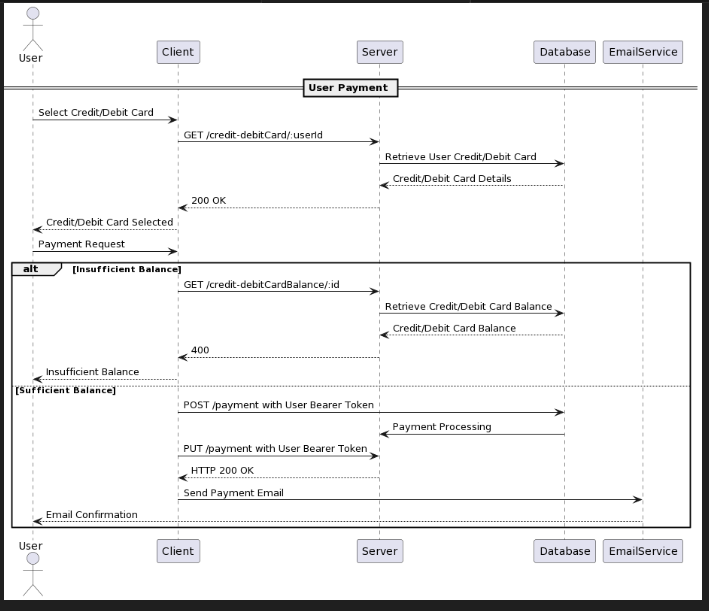 User
Client
Server
Database
EmailService
User Payment
Select Credit/Debit Card
GET /credit-debitCard/:userId
Retrieve User Credit/Debit Card
Credit/Debit Card Details
200 OK
Credit/Debit Card Selected
Payment Request
alt [Insufficient Balance]
GET /credit-debitCardBalance/:id
Retrieve Credit/Debit Card Balance
Credit/Debit Card Balance
400
Insufficient Balance
[Sufficient Balance]
POST /payment with User Bearer Token
Payment Processing
PUT /payment with User Bearer Token
HTTP 200 OK
Send Payment Email
Email Confirmation
User
Client
Server
Database
EmailService